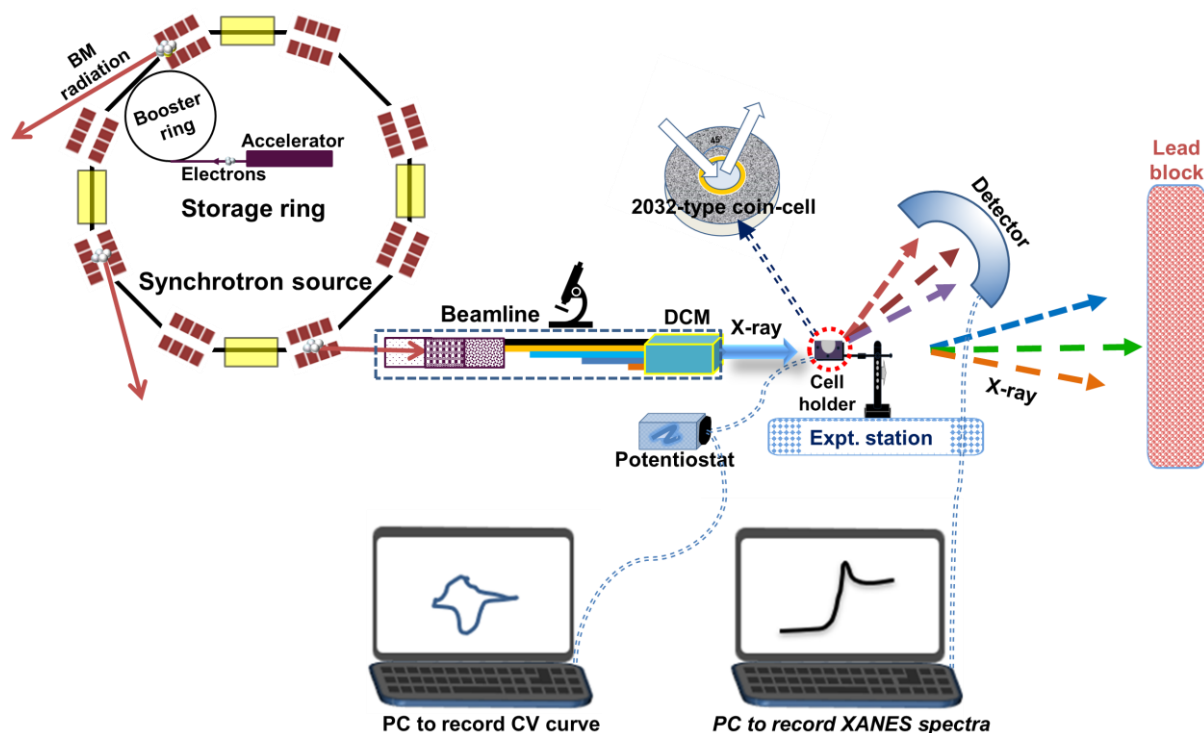 BM
radiation
Booster
ring
Accelerator
Electrons
Storage ring
Synchrotron source
45°
2032-type coin-cell
Detector
Lead
block
Beamline
DCM
X-ray
Cell
holder
X-ray
Expt. station
Potentiostat
PC to record CV curve
PC to record XANES spectra